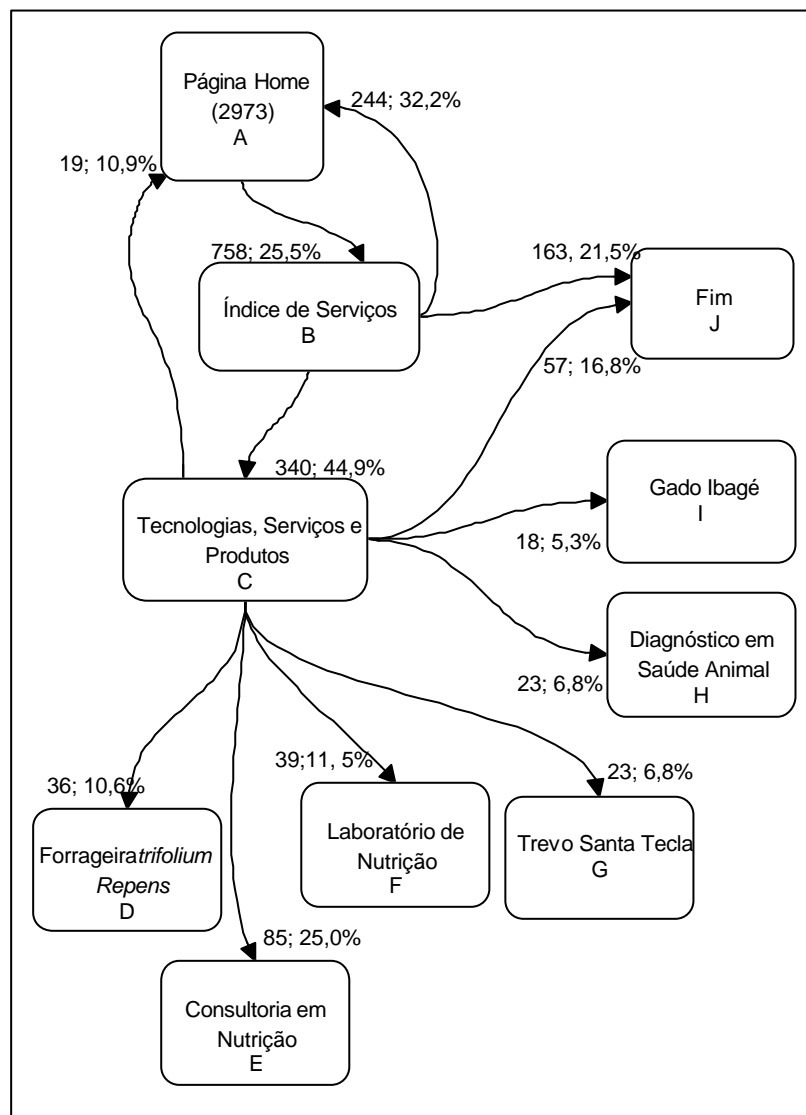 Página Home
(2973)
A
244; 32,2%
19; 10,9%
758; 25,5%
Índice de Serviços
B
163, 21,5%
Fim
J
57; 16,8%
340; 44,9%
Tecnologias, Serviços e
Produtos
C
Gado Ibagé
I
18; 5,3%
Diagnóstico em
Saúde Animal
H
23; 6,8%
36; 10,6%
39;11, 5%
23; 6,8%
Forrageiratrifolium
Repens
D
Laboratório de
Nutrição
F
Trevo Santa Tecla
G
85; 25,0%
Consultoria em
Nutrição
E